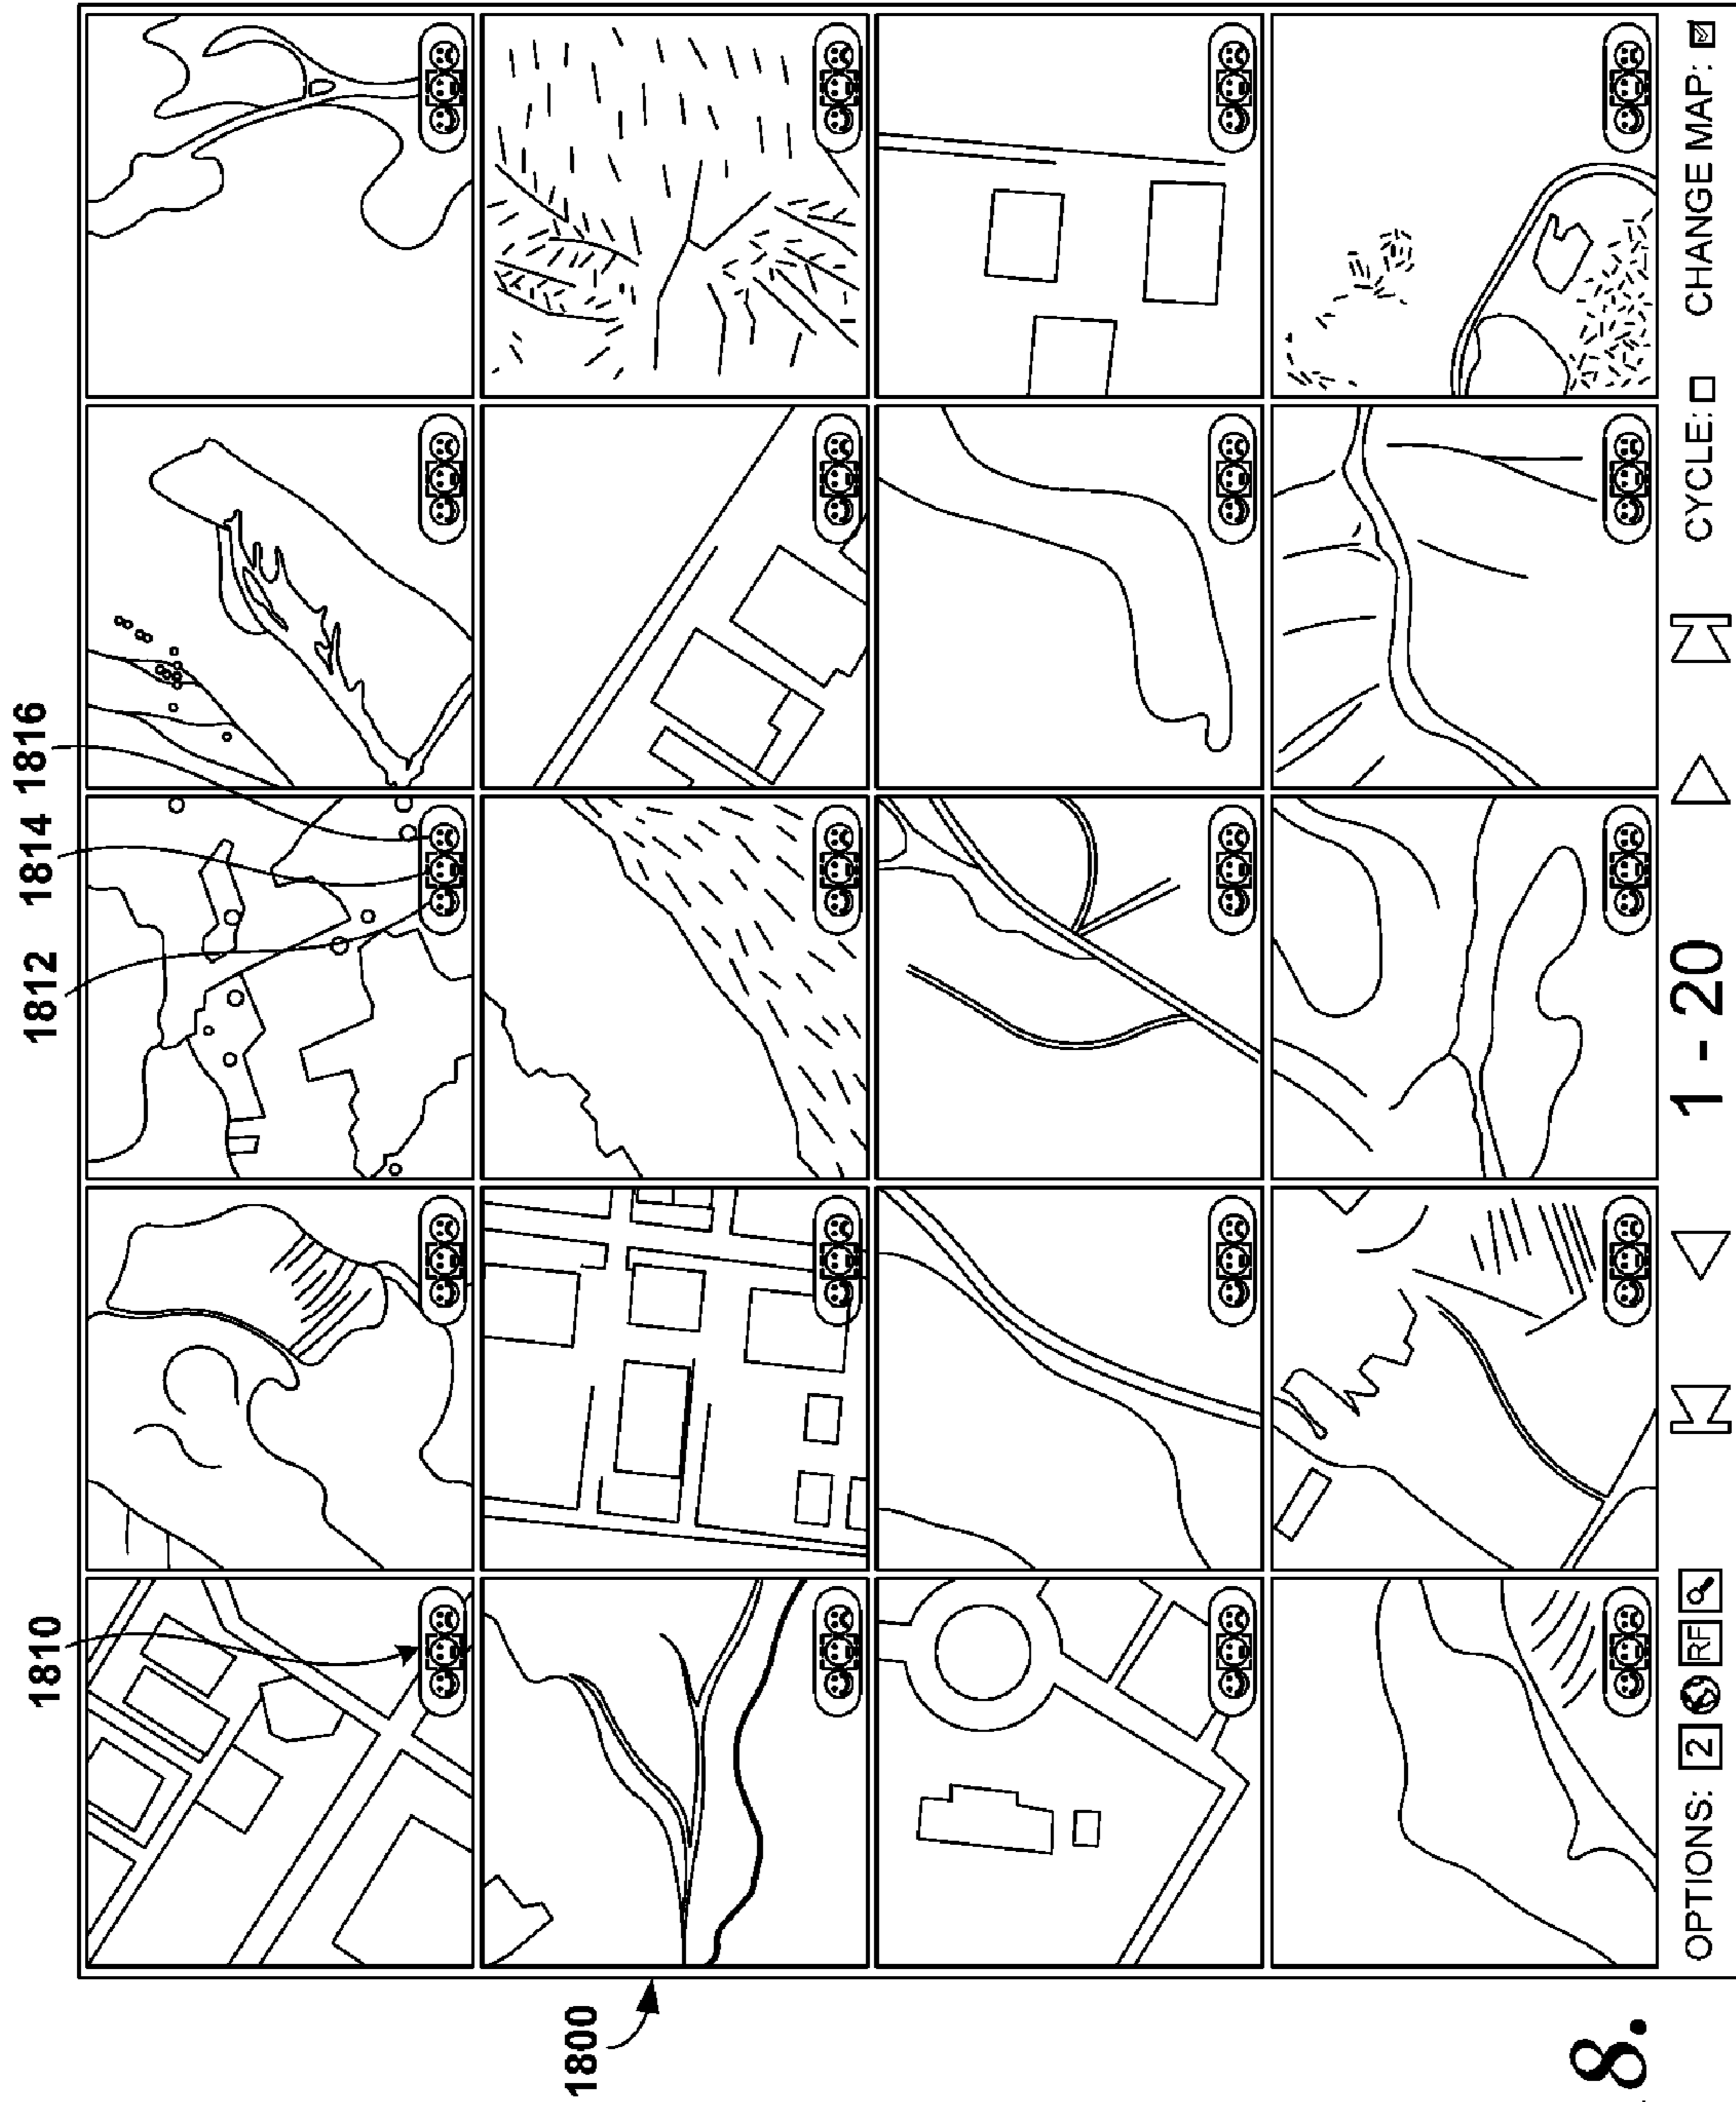 1810
1812
1814
1816
1800
OPTIONS: 2 RF
1 - 20
CYCLE:
CHANGE MAP:
8.